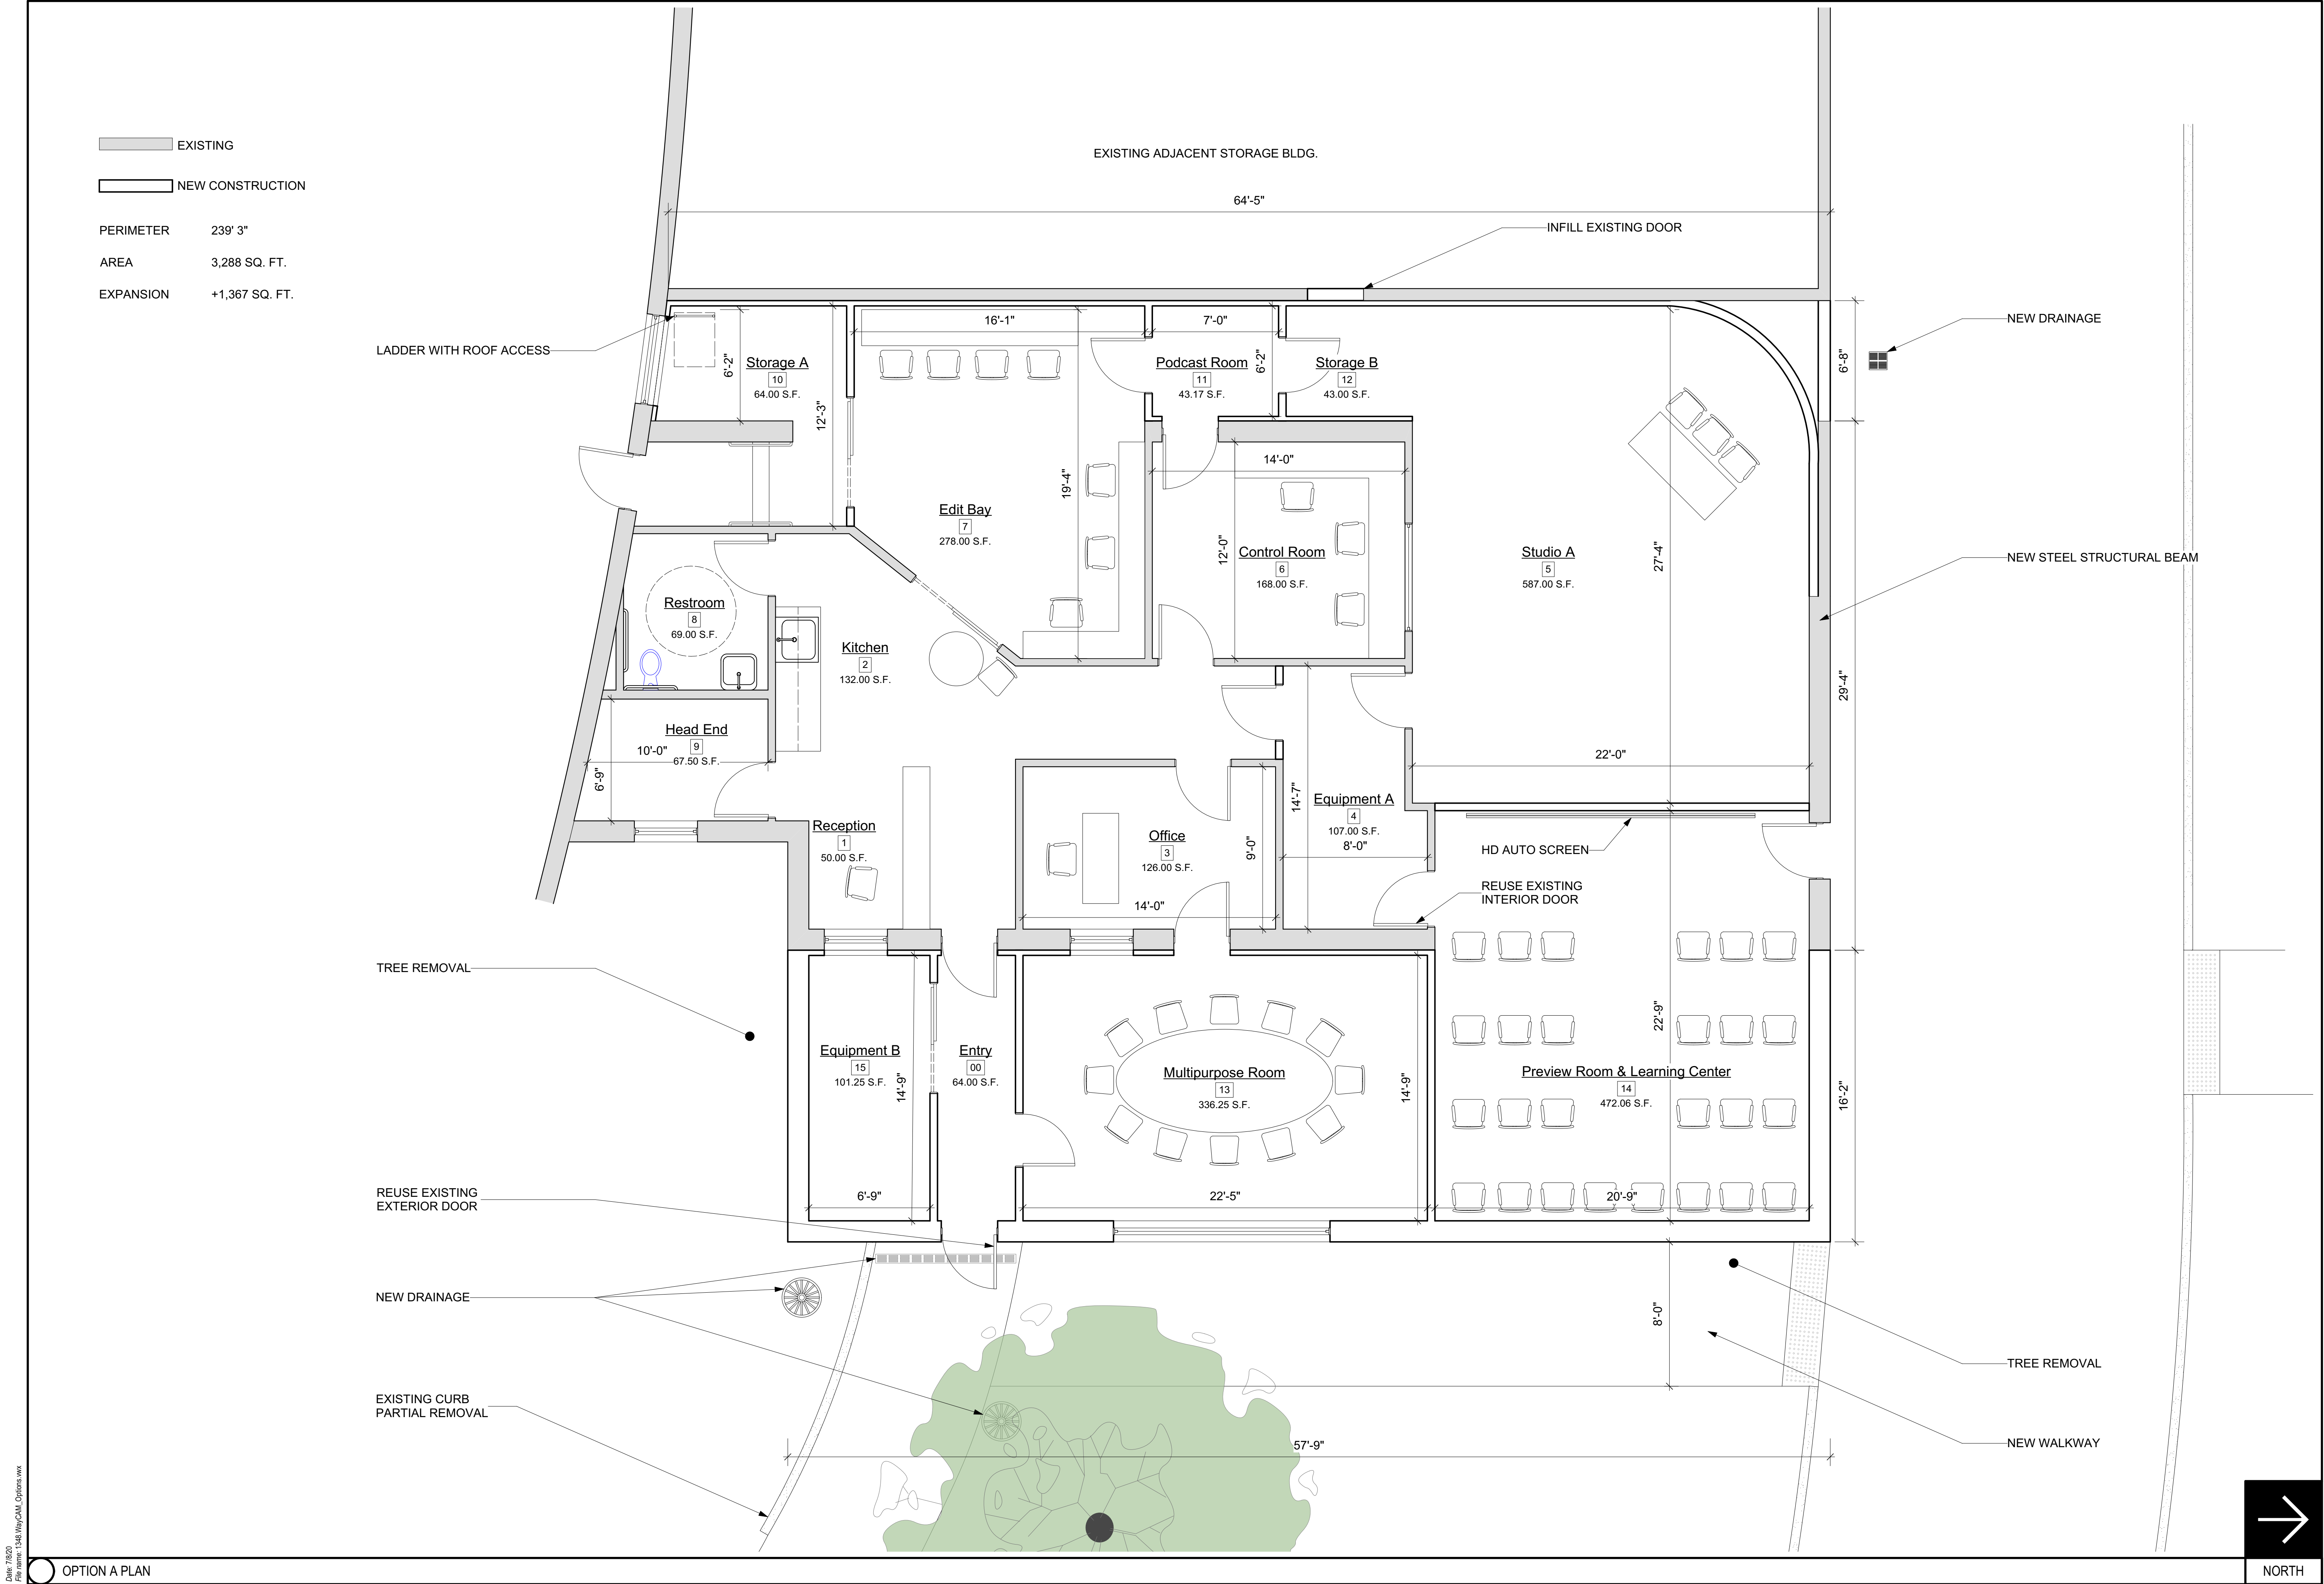 EXISTING
NEW CONSTRUCTION
PERIMETER 239' 3"
AREA 3,288 SQ. FT.
EXPANSION +1,367 SQ. FT.
EXISTING ADJACENT STORAGE BLDG.
64'-5"
INFILL EXISTING DOOR
NEW DRAINAGE
LADDER WITH ROOF ACCESS
16'-1"
7'-0"
6'-2"
Storage A
10
64.00 S.F.
12'-3"
Podcast Room
11
43.17 S.F.
6'-2"
Storage B
12
43.00 S.F.
6'-8"
19'-4"
14'-0"
Edit Bay
7
278.00 S.F.
12'-0"
Control Room
6
168.00 S.F.
Studio A
5
587.00 S.F.
27'-4"
NEW STEEL STRUCTURAL BEAM
Restroom
8
69.00 S.F.
Kitchen
2
132.00 S.F.
29'-4"
Head End
9
67.50 S.F.
10'-0"
6'-9"
22'-0"
14'-7"
Equipment A
4
107.00 S.F.
8'-0"
Reception
1
50.00 S.F.
Office
3
126.00 S.F.
9'-0"
14'-0"
HD AUTO SCREEN
REUSE EXISTING
INTERIOR DOOR
TREE REMOVAL
22'-9"
Equipment B
15
101.25 S.F.
14'-9"
Entry
00
64.00 S.F.
Multipurpose Room
13
336.25 S.F.
14'-9"
Preview Room & Learning Center
14
472.06 S.F.
16'-2"
REUSE EXISTING
EXTERIOR DOOR
6'-9"
22'-5"
20'-9"
NEW DRAINAGE
8'-0"
TREE REMOVAL
EXISTING CURB
PARTIAL REMOVAL
57'-9"
NEW WALKWAY
Date: 7/8/20
File name: 1348.WayCAM_Options.vwx
OPTION A PLAN
NORTH